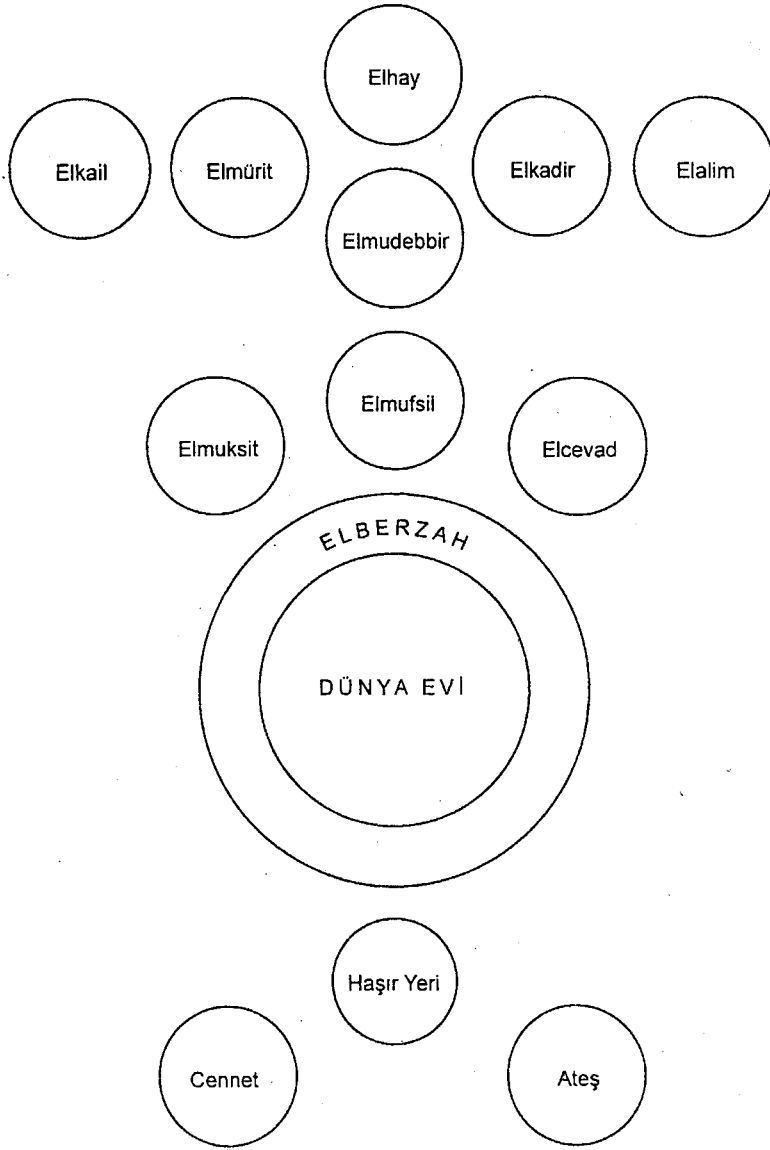 Elhay
Elkail
Elmürit
Elkadir
Elalim
Elmudebbir
Elmufsil
Elmuksit
Elcevad
ELBERZAH
DÜNYA EVİ
Haşır Yeri
Cennet
Ateş